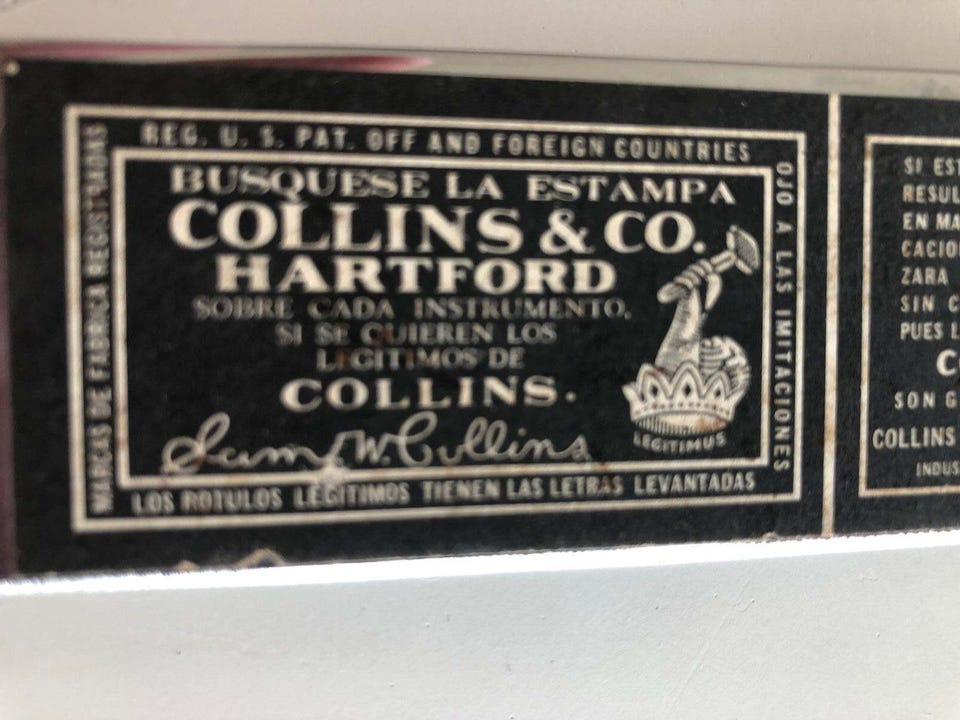 REG. U. S. PAT. OFF AND FOREIGN COUNTRIES
MARCAS DE FABRICA REGISTRADAS
BUSQUESE LA ESTAMPA
COLLINS & CO.
HARTFORD
SOBRE CADA INSTRUMENTO.
SI SE QUIEREN LOS
LEGITIMOS DE
COLLINS.
Sam W. Collins
LEGITIMUS
OJO A LAS IMITACIONES
LOS ROTULOS LEGITIMOS TIENEN LAS LETRAS LEVANTADAS
SI EST
RESUL
EN MA
CACIO
ZARA
SIN C
PUES L
C
SON G
COLLINS
INDUS